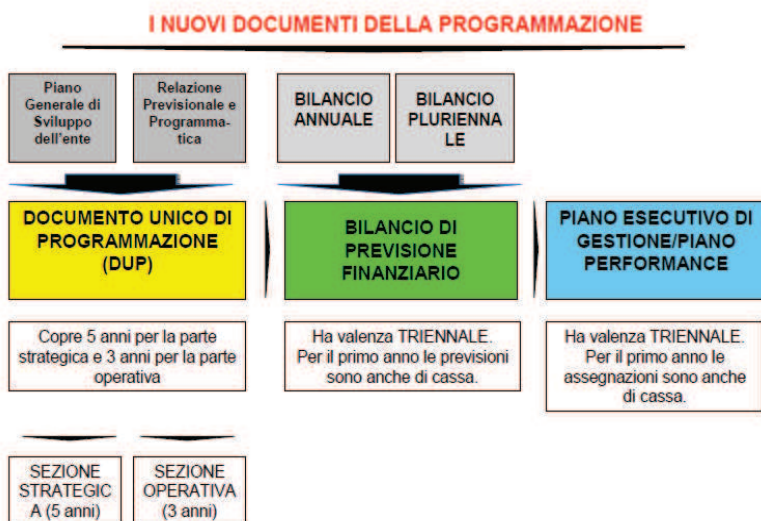 I NUOVI DOCUMENTI DELLA PROGRAMMAZIONE
Piano
Generale di
Sviluppo
dell'ente
Relazione
Previsionale e
Programma-
tica
BILANCIO
ANNUALE
BILANCIO
PLURIENNA
LE
DOCUMENTO UNICO DI
PROGRAMMAZIONE
(DUP)
BILANCIO DI
PREVISIONE
FINANZIARIO
PIANO ESECUTIVO DI
GESTIONE/PIANO
PERFORMANCE
Copre 5 anni per la parte
strategica e 3 anni per la parte
operativa
Ha valenza TRIENNALE.
Per il primo anno le previsioni
sono anche di cassa.
Ha valenza TRIENNALE.
Per il primo anno le
assegnazioni sono anche
di cassa.
SEZIONE
STRATEGIC
A (5 anni)
SEZIONE
OPERATIVA
(3 anni)